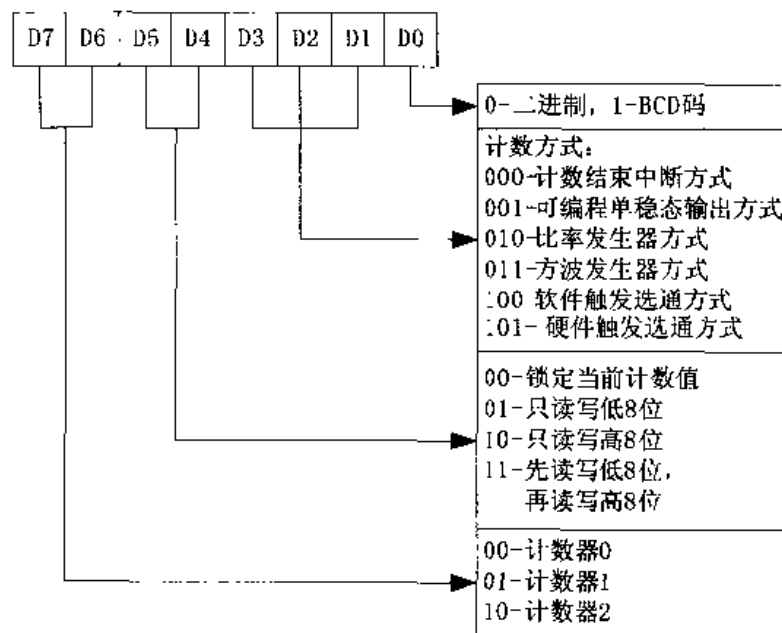 D7 D6 D5 D4 D3 D2 D1 D0
0-二进制，1-BCD码
计数方式：
000-计数结束中断方式
001-可编程单稳态输出方式
010-比率发生器方式
011-方波发生器方式
100 软件触发选通方式
101-硬件触发选通方式
00-锁定当前计数值
01-只读写低8位
10-只读写高8位
11-先读写低8位，
再读写高8位
00-计数器0
01-计数器1
10-计数器2